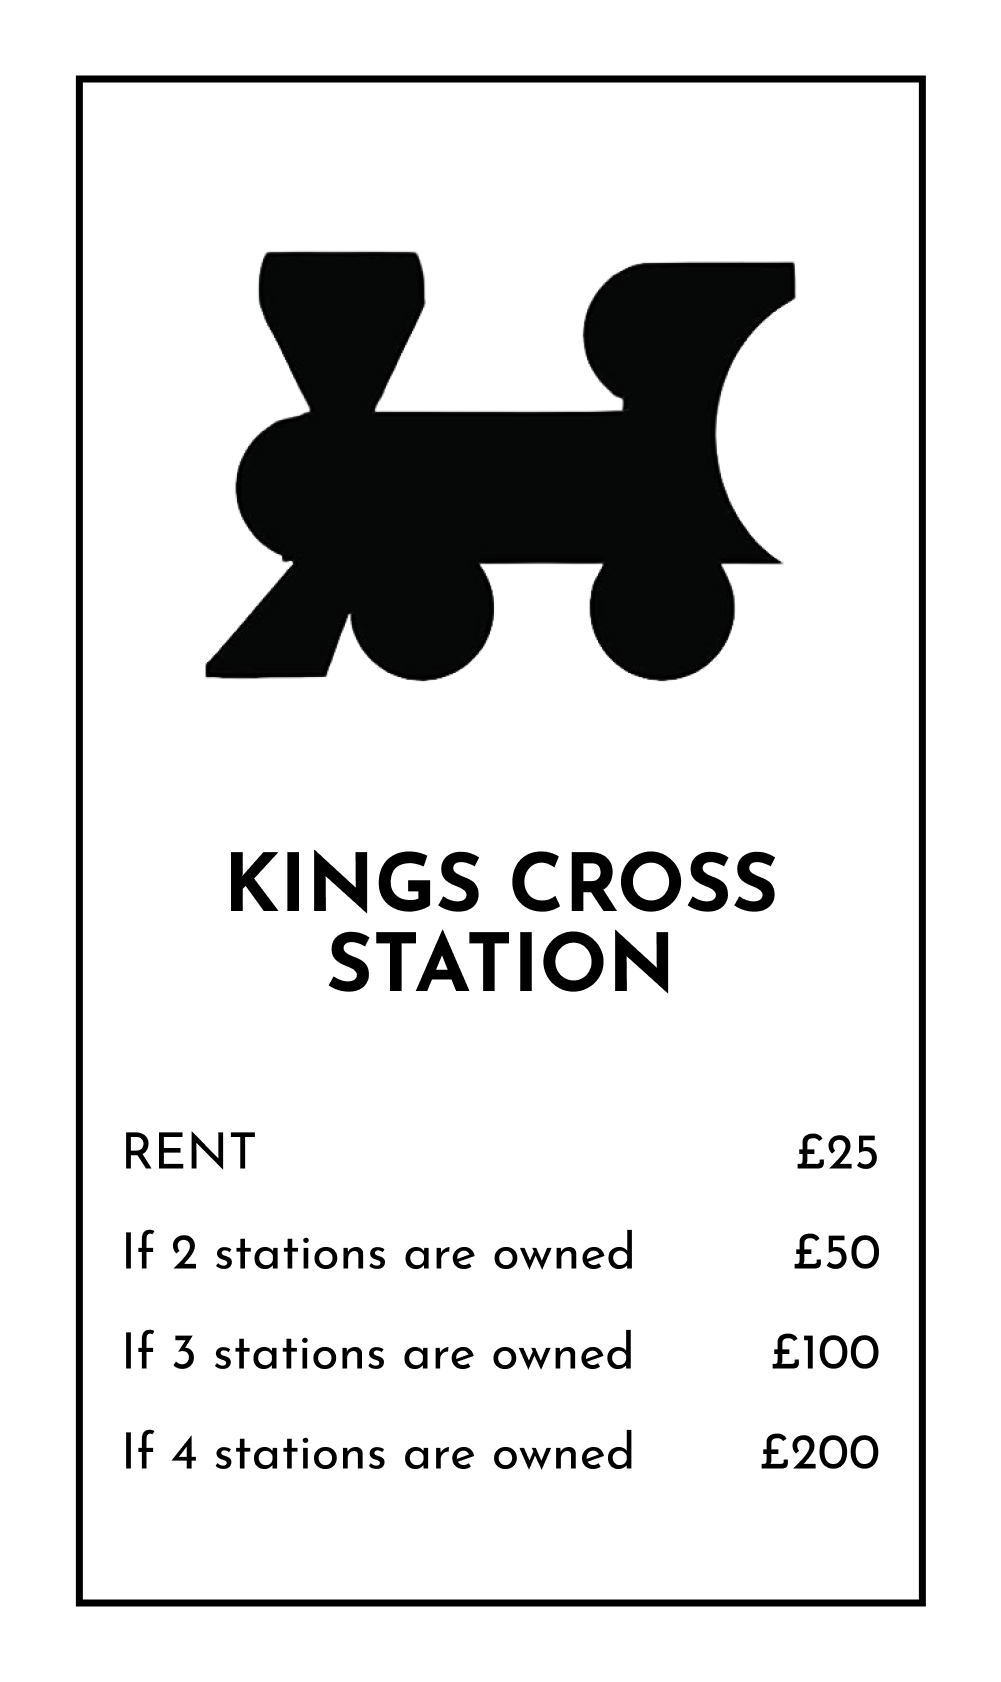 KINGS CROSS
STATION
RENT £25
If 2 stations are owned £50
If 3 stations are owned £100
If 4 stations are owned £200